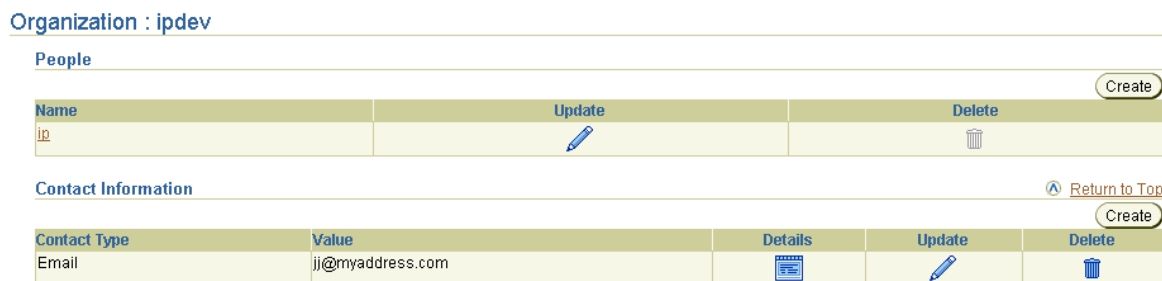 Organization : ipdev
People
Create
Name Update Delete
ip
Contact Information Return to Top
Create
Contact Type Value Details Update Delete
Email jj@myaddress.com